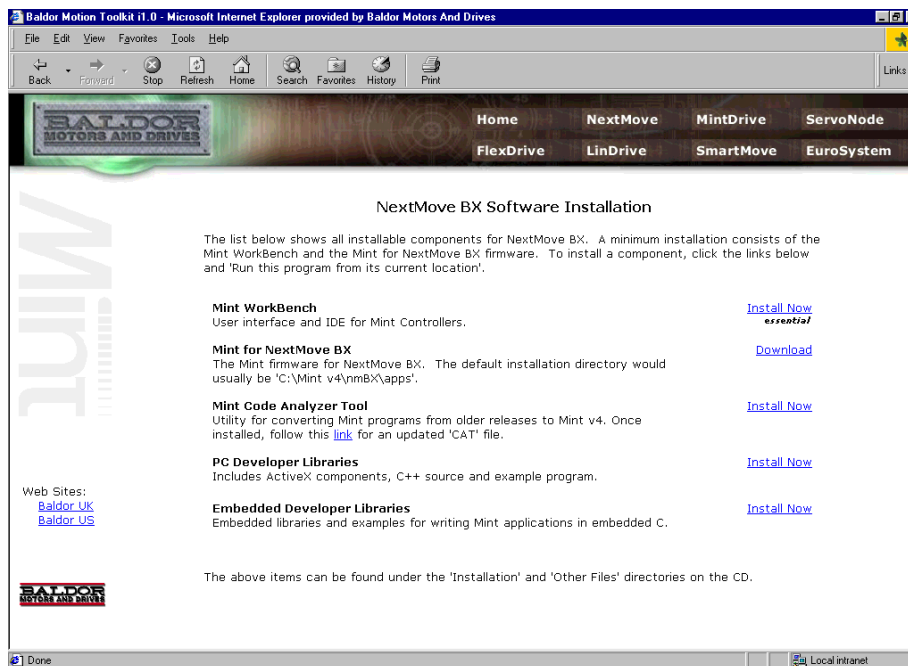 Baldor Motion Toolkit i1.0 - Microsoft Internet Explorer provided by Baldor Motors And Drives
File Edit View Favorites Tools Help
Back Forward Stop Refresh Home Search Favorites History Print Links
BALDOR
MOTORS AND DRIVES
Home NextMove MintDrive ServoNode
FlexDrive LinDrive SmartMove EuroSystem
Mint
NextMove BX Software Installation
The list below shows all installable components for NextMove BX. A minimum installation consists of the
Mint WorkBench and the Mint for NextMove BX firmware. To install a component, click the links below
and 'Run this program from its current location'.
Mint WorkBench Install Now
User interface and IDE for Mint Controllers. essential
Mint for NextMove BX Download
The Mint firmware for NextMove BX. The default installation directory would
usually be 'C:\Mint v4\nmBX\apps'.
Mint Code Analyzer Tool Install Now
Utility for converting Mint programs from older releases to Mint v4. Once
installed, follow this link for an updated 'CAT' file.
PC Developer Libraries Install Now
Includes ActiveX components, C++ source and example program.
Web Sites:
Baldor UK
Baldor US
Embedded Developer Libraries Install Now
Embedded libraries and examples for writing Mint applications in embedded C.
The above items can be found under the 'Installation' and 'Other Files' directories on the CD.
BALDOR
MOTORS AND DRIVES
Done Local intranet